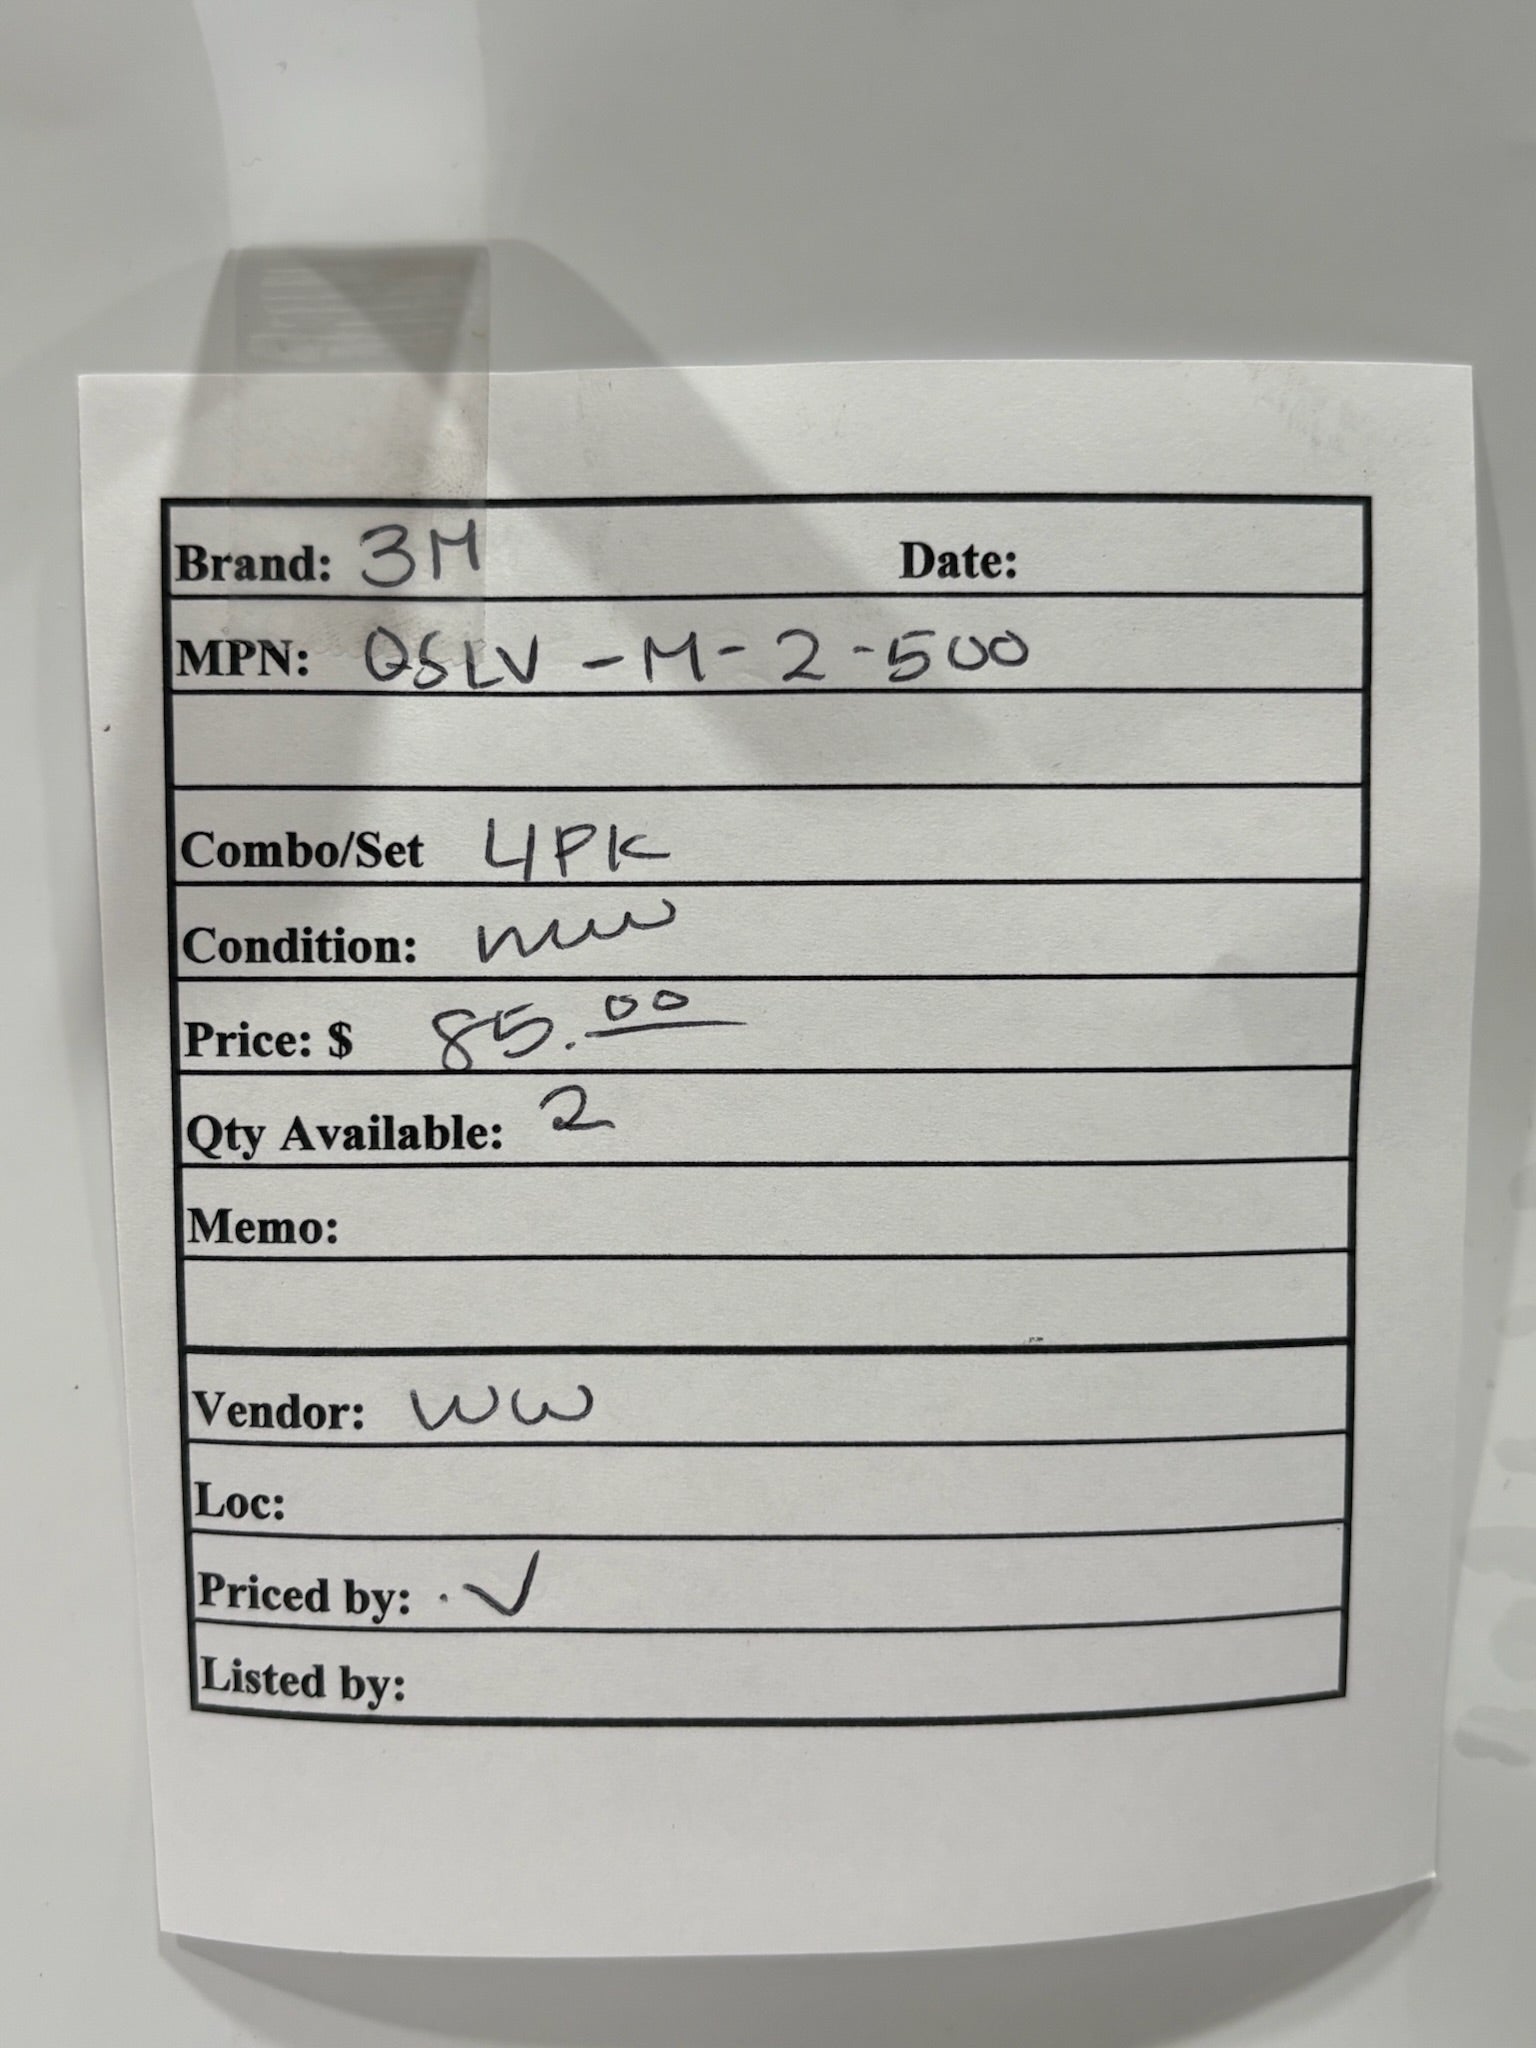 Brand: 3M Date:
MPN: QSLV-M-2-500
Combo/Set 4PK
Condition: new
Price: $ 85.00
Qty Available: 2
Memo:
Vendor: WW
Loc:
Priced by: . ✓
Listed by: